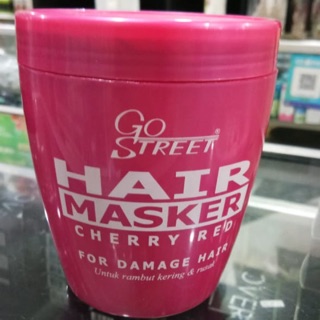 GO
STREET®
HAIR
MASKER
CHERRY RED
FOR DAMAGE HAIR
Untuk rambut kering & rusak